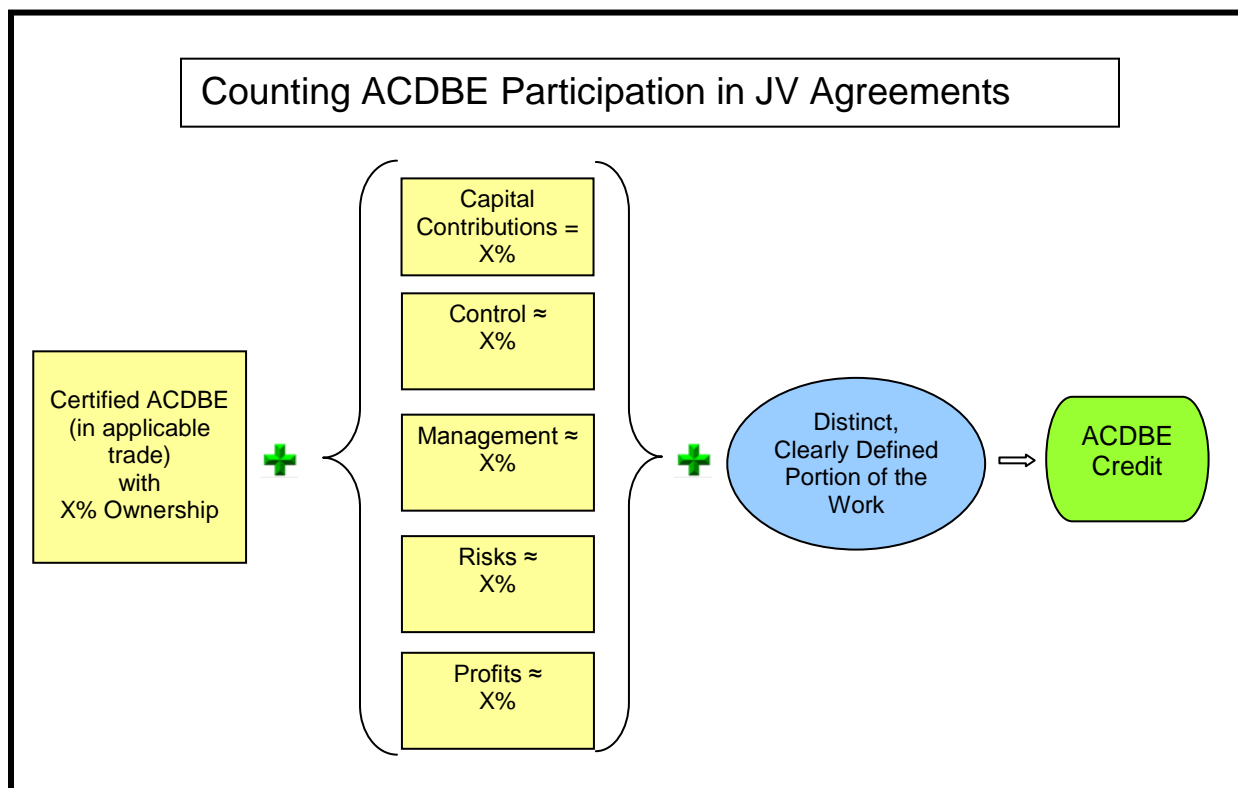 Counting ACDBE Participation in JV Agreements
Capital
Contributions =
X%
Control ≈
X%
Certified ACDBE
(in applicable
trade)
with
X% Ownership
Management ≈
X%
Risks ≈
X%
Profits ≈
X%
Distinct,
Clearly Defined
Portion of the
Work
ACDBE
Credit